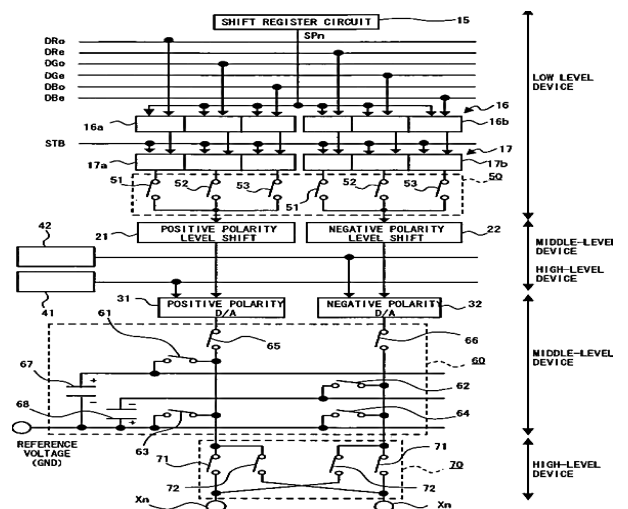 SHIFT REGISTER CIRCUIT 15
SPn
DRo
DRe
DGo
DGe
DBo
DBe
LOW LEVEL
DEVICE
16
16a
16b
STB
17
17a
17b
50
51 52 53 51 52 53
21 POSITIVE POLARITY
LEVEL SHIFT
NEGATIVE POLARITY
LEVEL SHIFT 22
42
41
MIDDLE-LEVEL
DEVICE
HIGH-LEVEL
DEVICE
31 POSITIVE POLARITY
D/A
NEGATIVE POLARITY
D/A 32
61
65
66
60
67
68
62
63
64
MIDDLE-LEVEL
DEVICE
REFERENCE
VOLTAGE
(GND)
71
72
72
71
70
HIGH-LEVEL
DEVICE
Xn
Xn
+
−
−
+